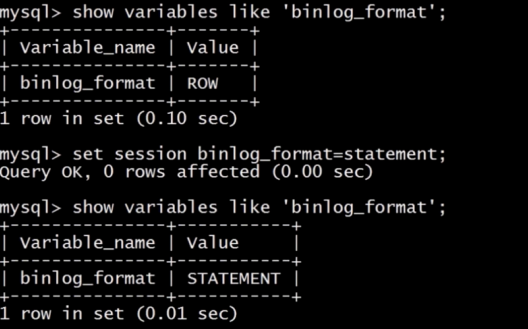 mysql> show variables like 'binlog_format';
+---------------+-------+
| Variable_name | Value |
+---------------+-------+
| binlog_format | ROW   |
+---------------+-------+
1 row in set (0.10 sec)
mysql> set session binlog_format=statement;
Query OK, 0 rows affected (0.00 sec)
mysql> show variables like 'binlog_format';
+---------------+-----------+
| Variable_name | Value     |
+---------------+-----------+
| binlog_format | STATEMENT |
+---------------+-----------+
1 row in set (0.01 sec)